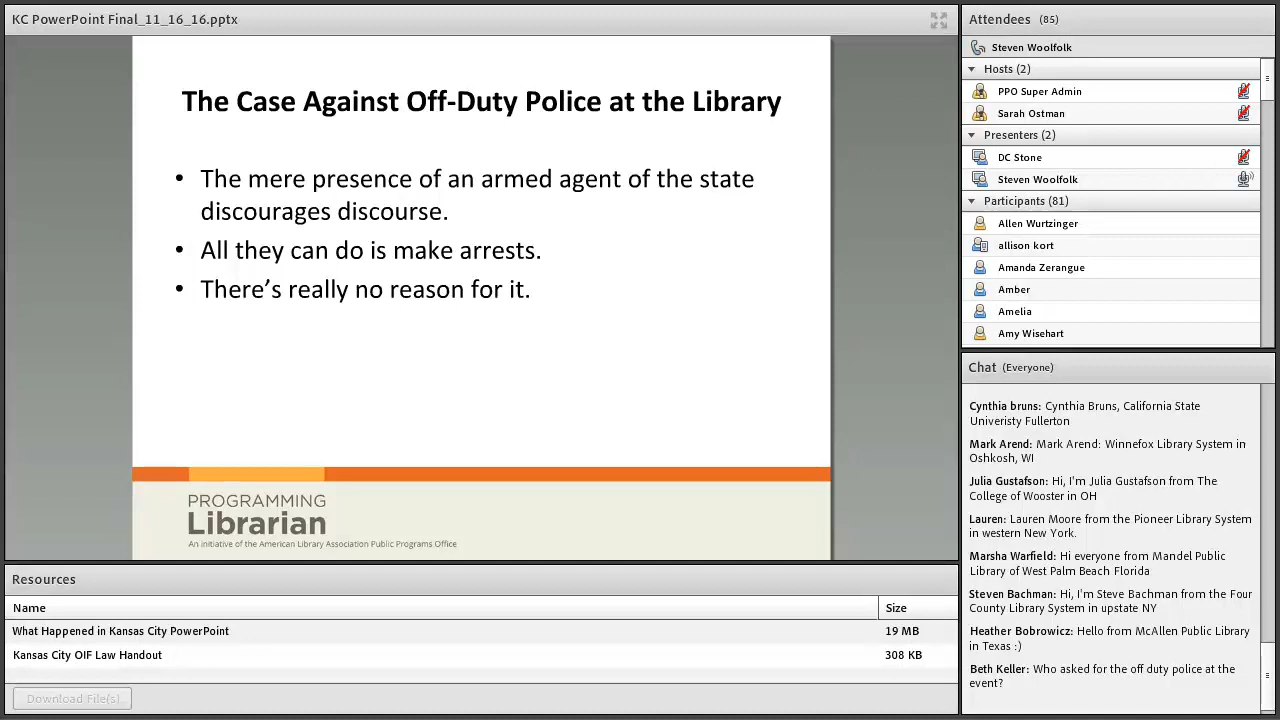 KC PowerPoint Final_11_16_16.pptx
The Case Against Off-Duty Police at the Library
• The mere presence of an armed agent of the state
discourages discourse.
• All they can do is make arrests.
• There's really no reason for it.
PROGRAMMING
Librarian
An initiative of the American Library Association Public Programs Office
Resources
Name Size
What Happened in Kansas City PowerPoint 19 MB
Kansas City OIF Law Handout 308 KB
Download File(s)
Attendees (85)
Steven Woolfolk
Hosts (2)
PPO Super Admin
Sarah Ostman
Presenters (2)
DC Stone
Steven Woolfolk
Participants (81)
Allen Wurtzinger
allison kort
Amanda Zerangue
Amber
Amelia
Amy Wisehart
Chat (Everyone)
Cynthia bruns: Cynthia Bruns, California State
Univeristy Fullerton
Mark Arend: Mark Arend: Winnefox Library System in
Oshkosh, WI
Julia Gustafson: Hi, I'm Julia Gustafson from The
College of Wooster in OH
Lauren: Lauren Moore from the Pioneer Library System
in western New York.
Marsha Warfield: Hi everyone from Mandel Public
Library of West Palm Beach Florida
Steven Bachman: Hi, I'm Steve Bachman from the Four
County Library System in upstate NY
Heather Bobrowicz: Hello from McAllen Public Library
in Texas :)
Beth Keller: Who asked for the off duty police at the
event?